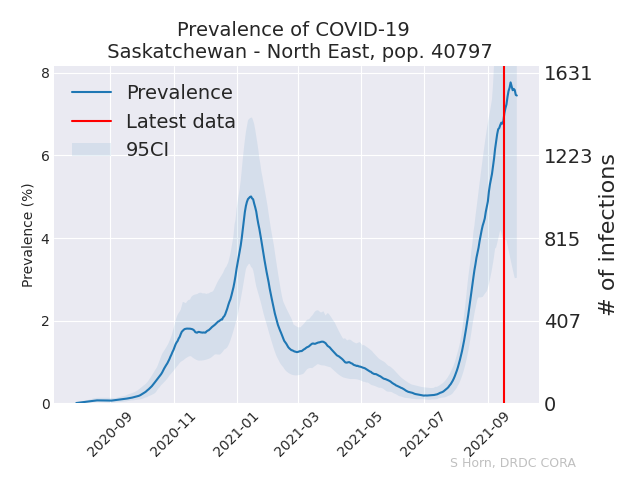 Prevalence of COVID-19
Saskatchewan - North East, pop. 40797
Prevalence
Latest data
95CI
Prevalence (%)
8
6
4
2
0
1631
1223
815
407
0
# of infections
2020-09
2020-11
2021-01
2021-03
2021-05
2021-07
2021-09
S Horn, DRDC CORA